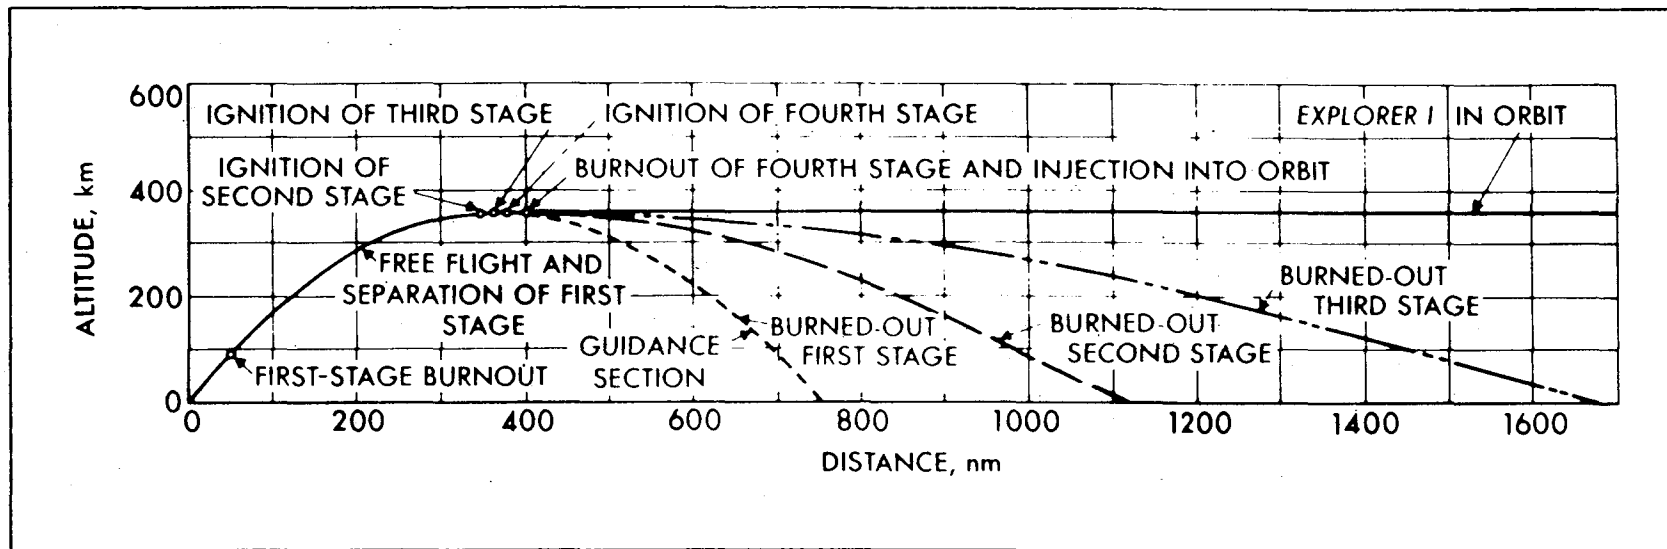 600
IGNITION OF THIRD STAGE
IGNITION OF FOURTH STAGE
EXPLORER I IN ORBIT
IGNITION OF
SECOND STAGE
BURNOUT OF FOURTH STAGE AND INJECTION INTO ORBIT
400
ALTITUDE, km
FREE FLIGHT AND
SEPARATION OF FIRST
STAGE
200
BURNED-OUT
THIRD STAGE
BURNED-OUT
FIRST STAGE
BURNED-OUT
SECOND STAGE
GUIDANCE
SECTION
FIRST-STAGE BURNOUT
0
0 200 400 600 800 1000 1200 1400 1600
DISTANCE, nm